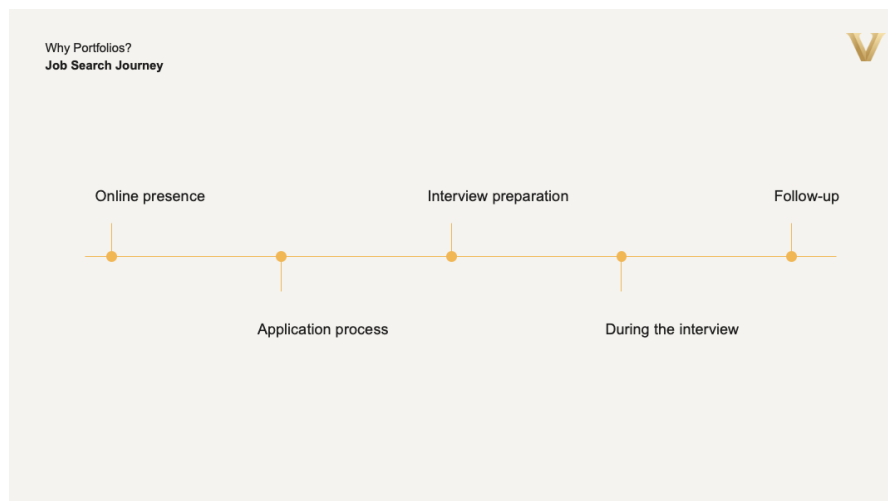 Why Portfolios?
Job Search Journey
Online presence
Application process
Interview preparation
During the interview
Follow-up